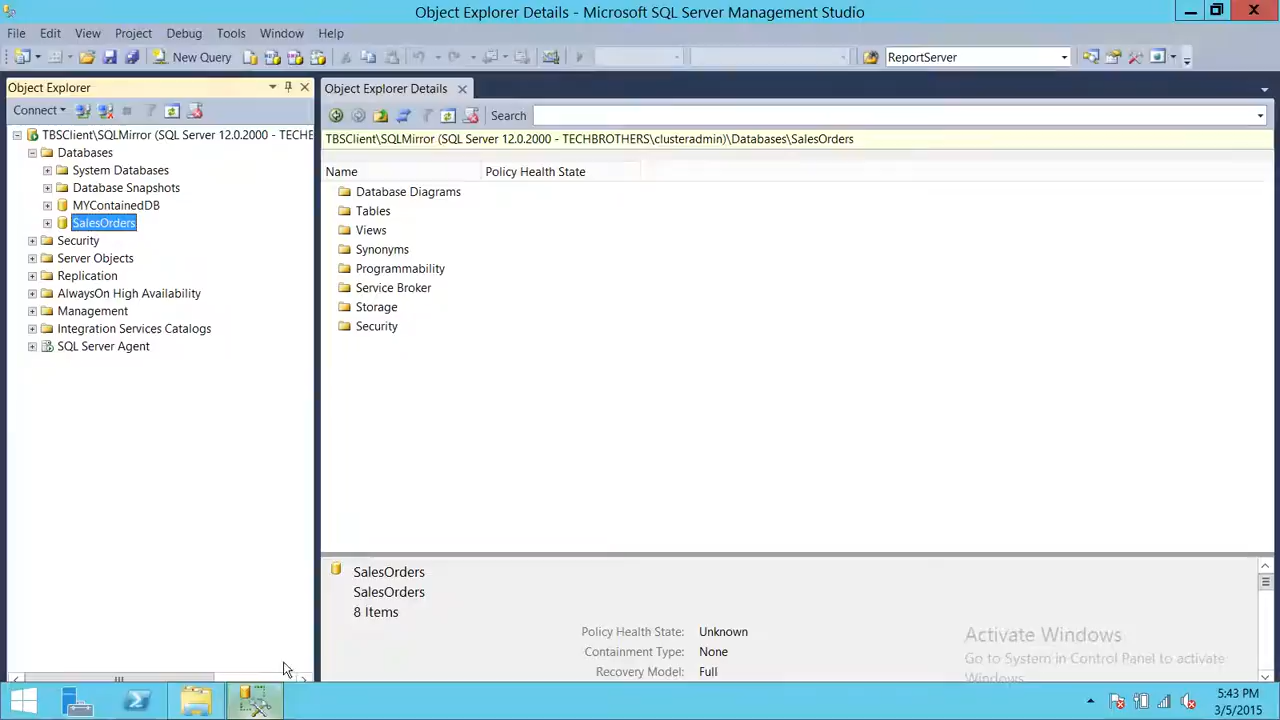 Object Explorer Details - Microsoft SQL Server Management Studio
File Edit View Project Debug Tools Window Help
New Query ReportServer
Object Explorer
Object Explorer Details
Connect
Search
TBSClient\SQLMirror (SQL Server 12.0.2000 - TECHE
TBSClient\SQLMirror (SQL Server 12.0.2000 - TECHBROTHERS\clusteradmin)\Databases\SalesOrders
Databases
System Databases
Database Snapshots
MYContainedDB
SalesOrders
Security
Server Objects
Replication
AlwaysOn High Availability
Management
Integration Services Catalogs
SQL Server Agent
Name Policy Health State
Database Diagrams
Tables
Views
Synonyms
Programmability
Service Broker
Storage
Security
SalesOrders
SalesOrders
8 Items
Policy Health State: Unknown
Containment Type: None
Recovery Model: Full
Activate Windows
Go to System in Control Panel to activate
Windows.
5:43 PM
3/5/2015